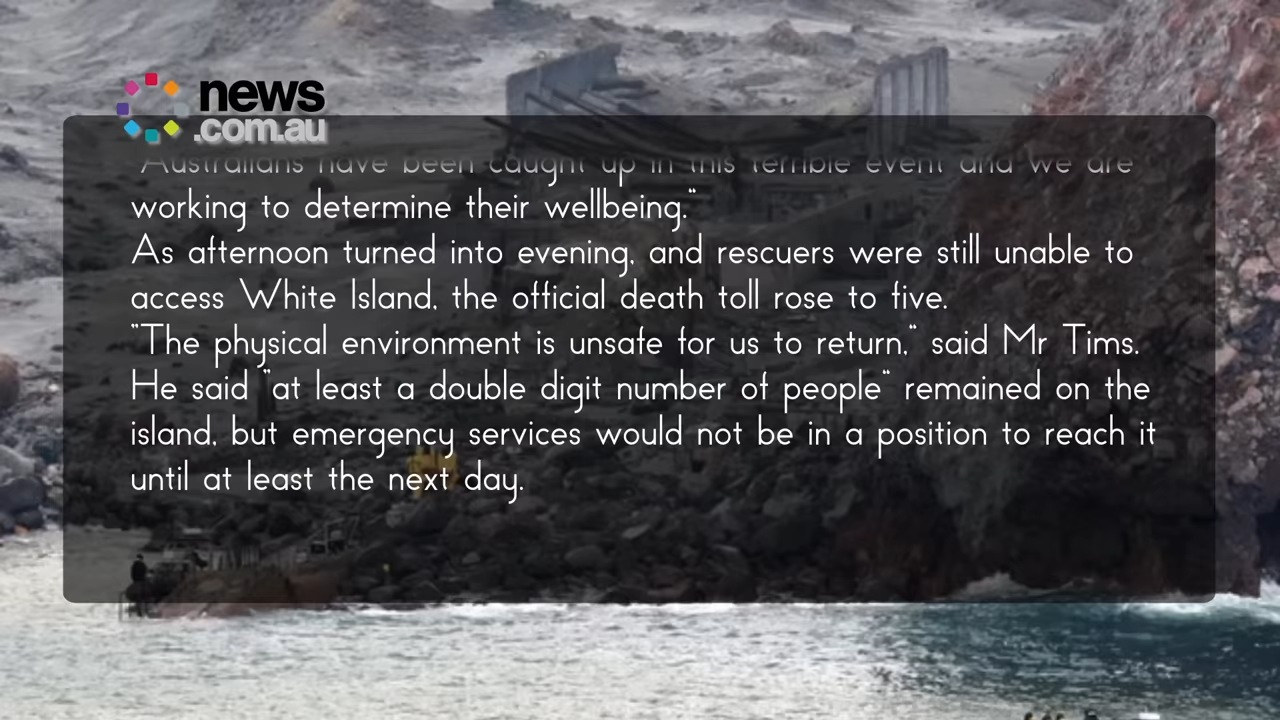 news
.com.au
"Australians have been caught up in this terrible event and we are
working to determine their wellbeing."
As afternoon turned into evening, and rescuers were still unable to
access White Island, the official death toll rose to five.
"The physical environment is unsafe for us to return," said Mr Tims.
He said "at least a double digit number of people" remained on the
island, but emergency services would not be in a position to reach it
until at least the next day.